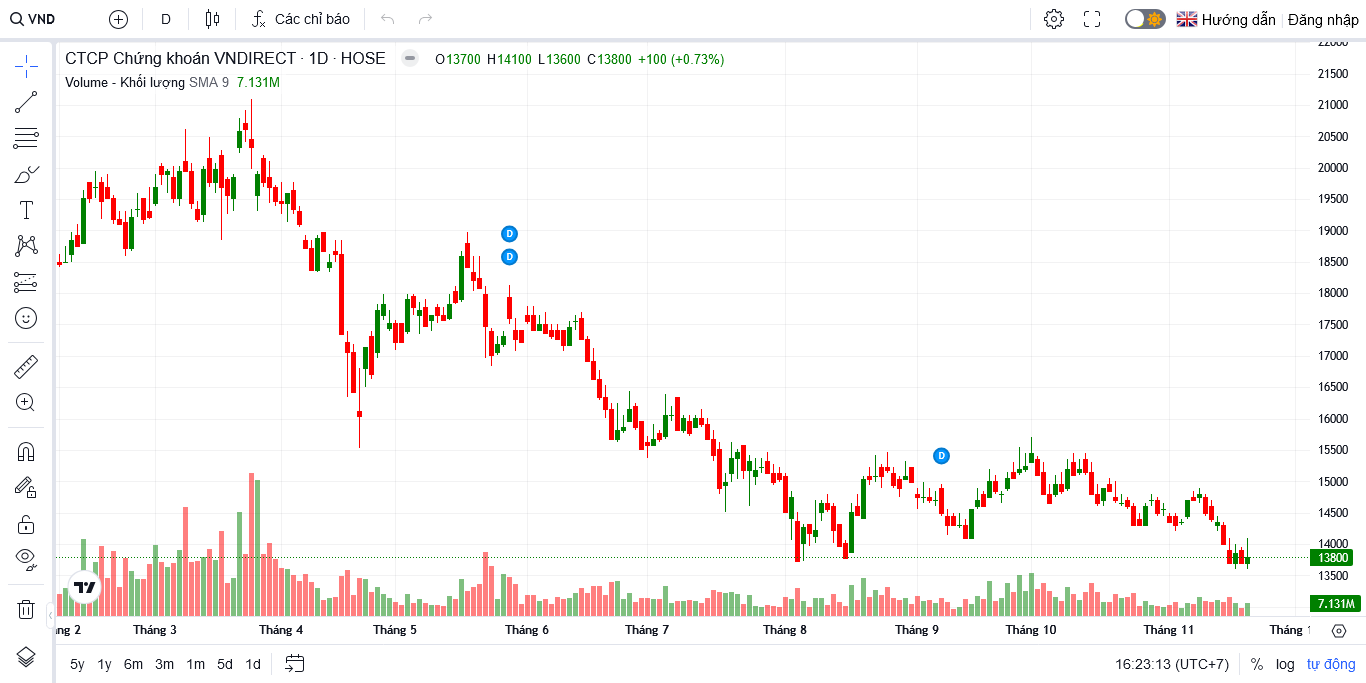 VND D Các chỉ báo Hướng dẫn Đăng nhập
CTCP Chứng khoán VNDIRECT · 1D · HOSE O13700 H14100 L13600 C13800 +100 (+0.73%)
Volume - Khối lượng SMA 9 7.131M
22000
21500
21000
20500
20000
19500
19000
18500
18000
17500
17000
16500
16000
15500
15000
14500
14000
13800
13500
7.131M
D
D
D
ng 2 Tháng 3 Tháng 4 Tháng 5 Tháng 6 Tháng 7 Tháng 8 Tháng 9 Tháng 10 Tháng 11 Tháng 1
5y 1y 6m 3m 1m 5d 1d 16:23:13 (UTC+7) % log tự động